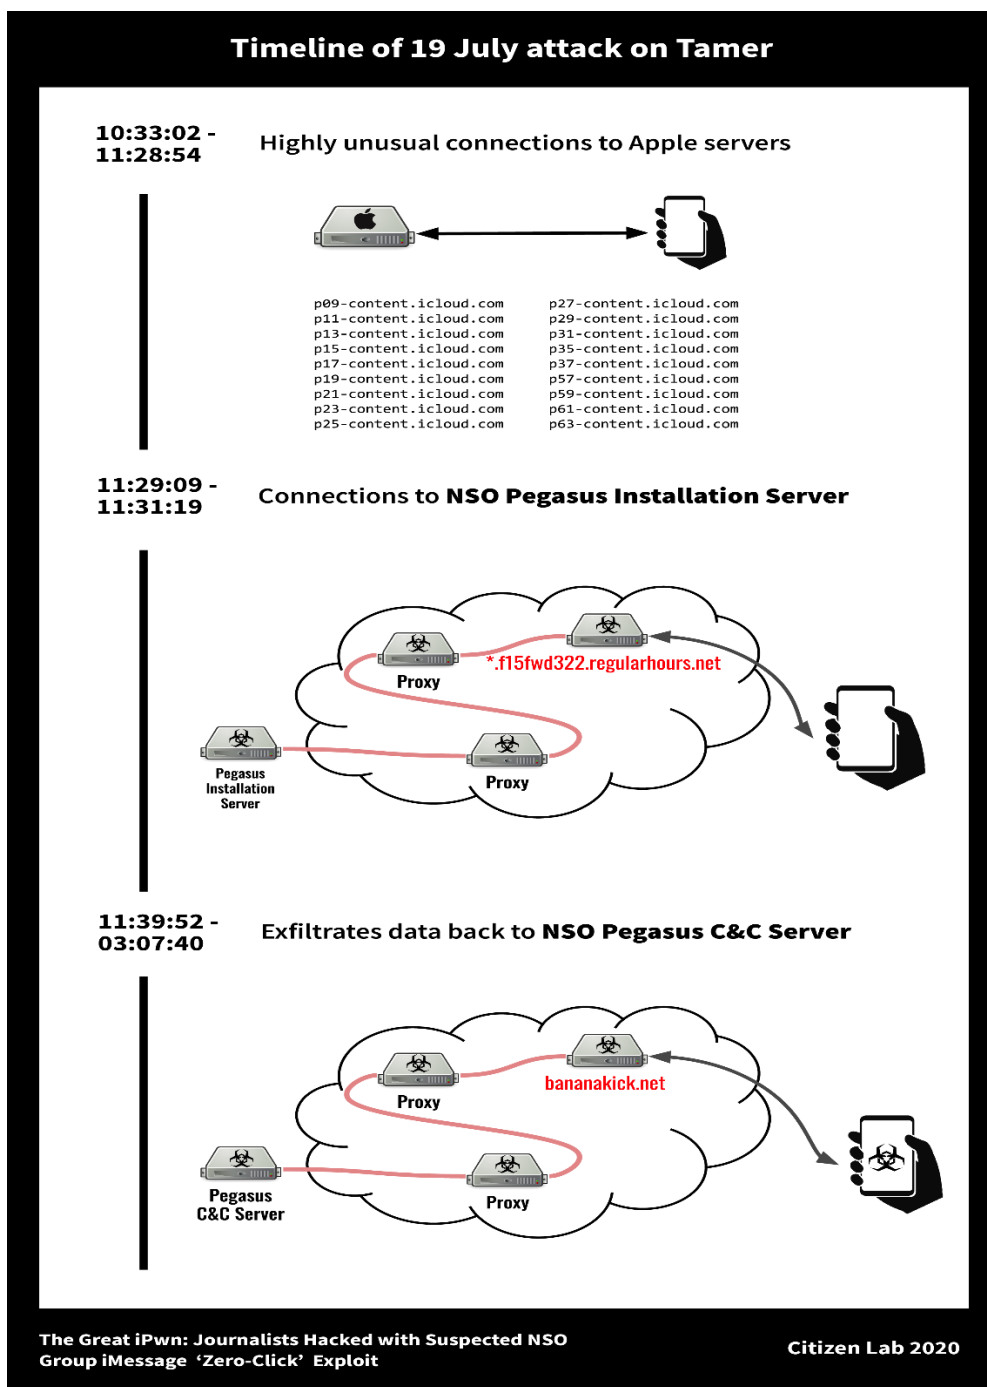 Timeline of 19 July attack on Tamer
10:33:02 -
11:28:54
Highly unusual connections to Apple servers
p09-content.icloud.com
p11-content.icloud.com
p13-content.icloud.com
p15-content.icloud.com
p17-content.icloud.com
p19-content.icloud.com
p21-content.icloud.com
p23-content.icloud.com
p25-content.icloud.com
p27-content.icloud.com
p29-content.icloud.com
p31-content.icloud.com
p35-content.icloud.com
p37-content.icloud.com
p57-content.icloud.com
p59-content.icloud.com
p61-content.icloud.com
p63-content.icloud.com
11:29:09 -
11:31:19
Connections to NSO Pegasus Installation Server
*.f15fwd322.regularhours.net
Proxy
Proxy
Pegasus
Installation
Server
11:39:52 -
03:07:40
Exfiltrates data back to NSO Pegasus C&C Server
bananakick.net
Proxy
Proxy
Pegasus
C&C Server
The Great iPwn: Journalists Hacked with Suspected NSO
Group iMessage ‘Zero-Click’ Exploit
Citizen Lab 2020